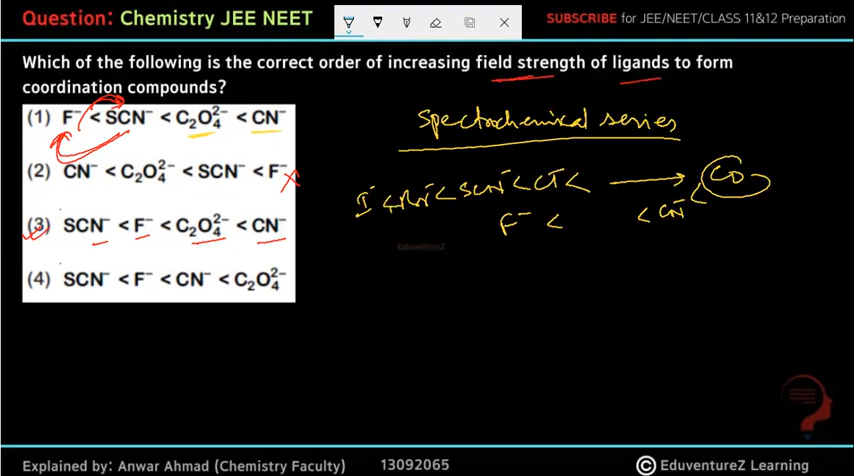 Question: Chemistry JEE NEET
SUBSCRIBE for JEE/NEET/CLASS 11&12 Preparation
Which of the following is the correct order of increasing field strength of ligands to form
coordination compounds?
(1) F⁻ < SCN⁻ < C₂O₄²⁻ < CN⁻
(2) CN⁻ < C₂O₄²⁻ < SCN⁻ < F⁻
(3) SCN⁻ < F⁻ < C₂O₄²⁻ < CN⁻
(4) SCN⁻ < F⁻ < CN⁻ < C₂O₄²⁻
Spectrochemical series
I⁻ < Br⁻ < SCN⁻ < Cl⁻ < → CO
F⁻ < < CN⁻ <
EduventureZ
Explained by: Anwar Ahmad (Chemistry Faculty)
13092065
© EduventureZ Learning